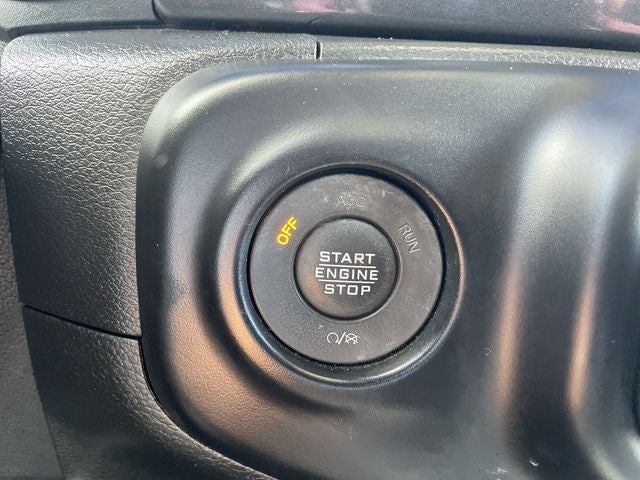 ACC
OFF
RUN
START
ENGINE
STOP